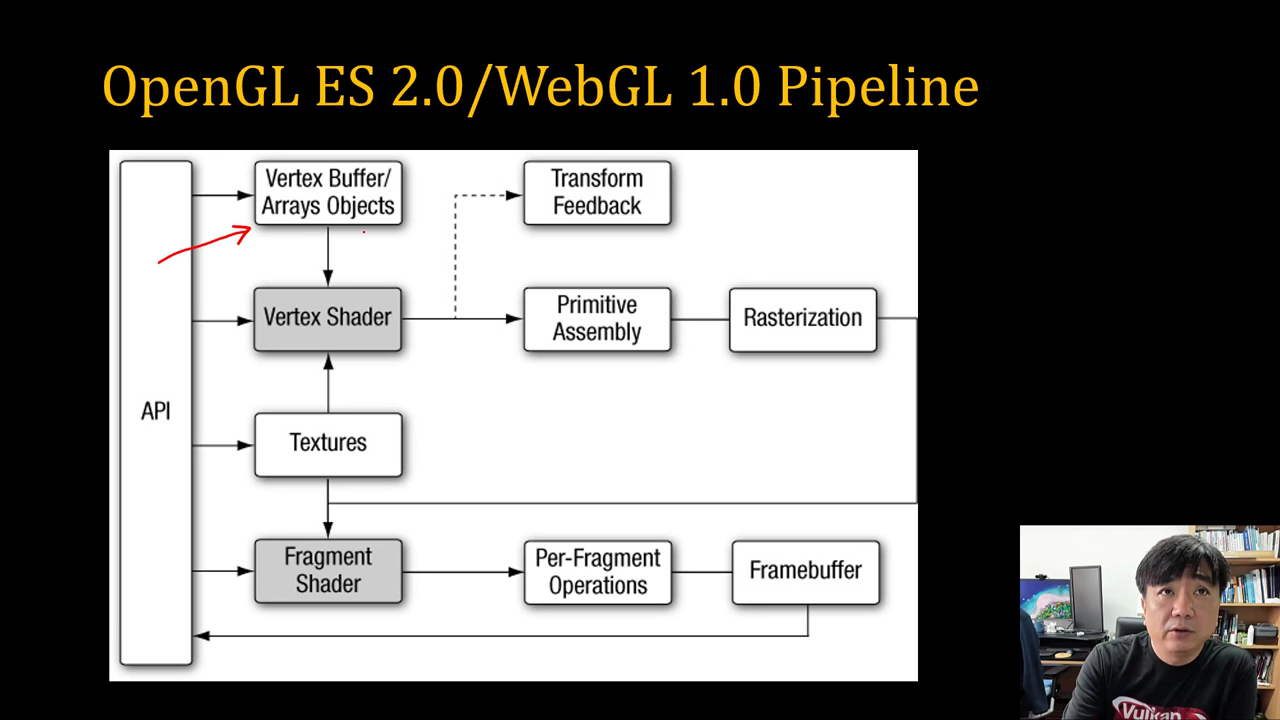 OpenGL ES 2.0/WebGL 1.0 Pipeline
Vertex Buffer/
Arrays Objects
Transform
Feedback
Vertex Shader
Primitive
Assembly
Rasterization
API
Textures
Fragment
Shader
Per-Fragment
Operations
Framebuffer
Vulkan